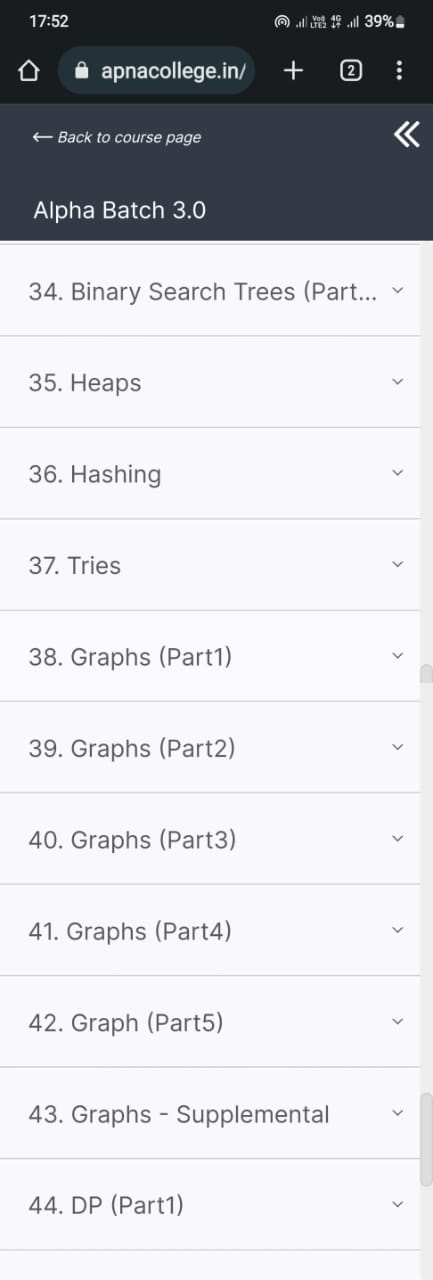 17:52
Vo) LTE2 4G 39%
apnacollege.in/
2
Back to course page
Alpha Batch 3.0
34. Binary Search Trees (Part...
35. Heaps
36. Hashing
37. Tries
38. Graphs (Part1)
39. Graphs (Part2)
40. Graphs (Part3)
41. Graphs (Part4)
42. Graph (Part5)
43. Graphs - Supplemental
44. DP (Part1)